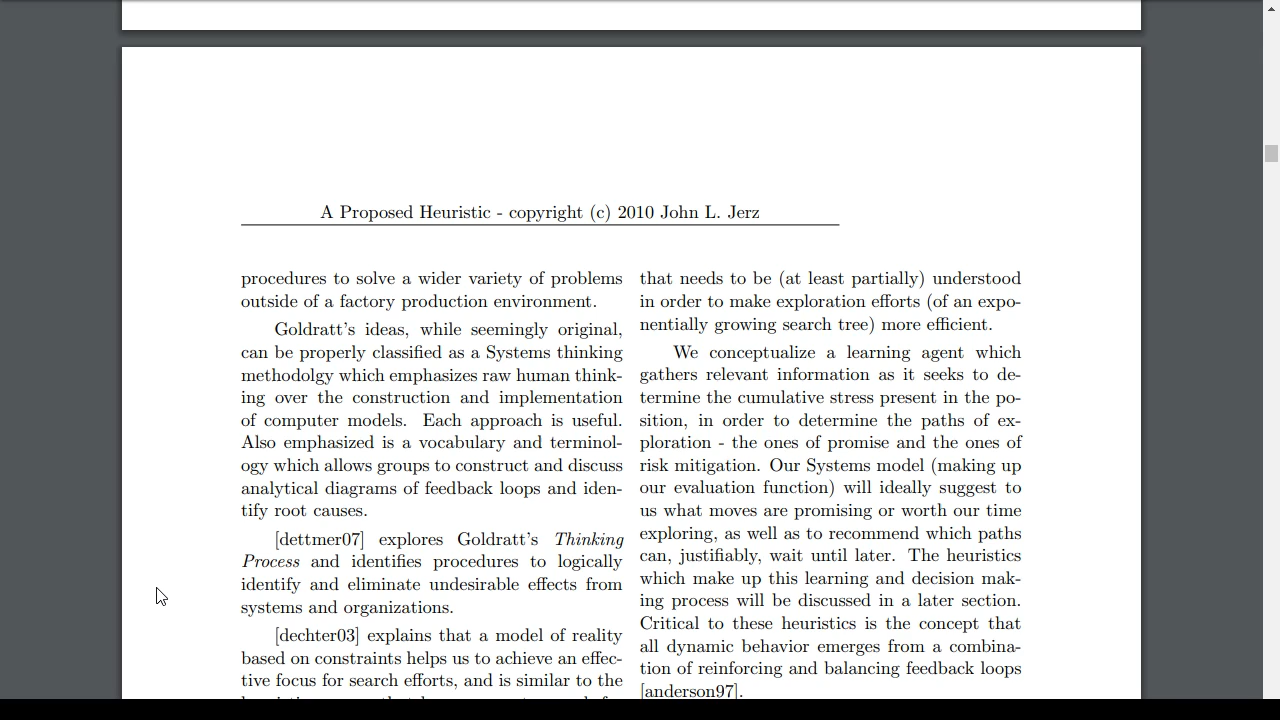 A Proposed Heuristic - copyright (c) 2010 John L. Jerz
procedures to solve a wider variety of problems
outside of a factory production environment.
Goldratt's ideas, while seemingly original,
can be properly classified as a Systems thinking
methodolgy which emphasizes raw human think-
ing over the construction and implementation
of computer models. Each approach is useful.
Also emphasized is a vocabulary and terminol-
ogy which allows groups to construct and discuss
analytical diagrams of feedback loops and iden-
tify root causes.
[dettmer07] explores Goldratt's Thinking
Process and identifies procedures to logically
identify and eliminate undesirable effects from
systems and organizations.
[dechter03] explains that a model of reality
based on constraints helps us to achieve an effec-
tive focus for search efforts, and is similar to the
that needs to be (at least partially) understood
in order to make exploration efforts (of an expo-
nentially growing search tree) more efficient.
We conceptualize a learning agent which
gathers relevant information as it seeks to de-
termine the cumulative stress present in the po-
sition, in order to determine the paths of ex-
ploration - the ones of promise and the ones of
risk mitigation. Our Systems model (making up
our evaluation function) will ideally suggest to
us what moves are promising or worth our time
exploring, as well as to recommend which paths
can, justifiably, wait until later. The heuristics
which make up this learning and decision mak-
ing process will be discussed in a later section.
Critical to these heuristics is the concept that
all dynamic behavior emerges from a combina-
tion of reinforcing and balancing feedback loops
[anderson97].